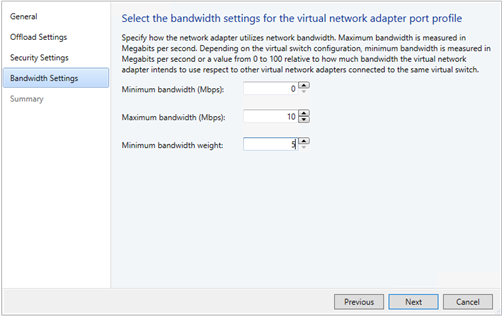 General
Offload Settings
Security Settings
Bandwidth Settings
Summary
Select the bandwidth settings for the virtual network adapter port profile
Specify how the network adapter utilizes network bandwidth. Maximum bandwidth is measured in
Megabits per second. Depending on the virtual switch configuration, minimum bandwidth is measured in
Megabits per second or a value from 0 to 100 relative to how much bandwidth the virtual network
adapter intends to use respect to other virtual network adapters connected to the same virtual switch.
Minimum bandwidth (Mbps): 0
Maximum bandwidth (Mbps): 10
Minimum bandwidth weight: 5
Previous Next Cancel